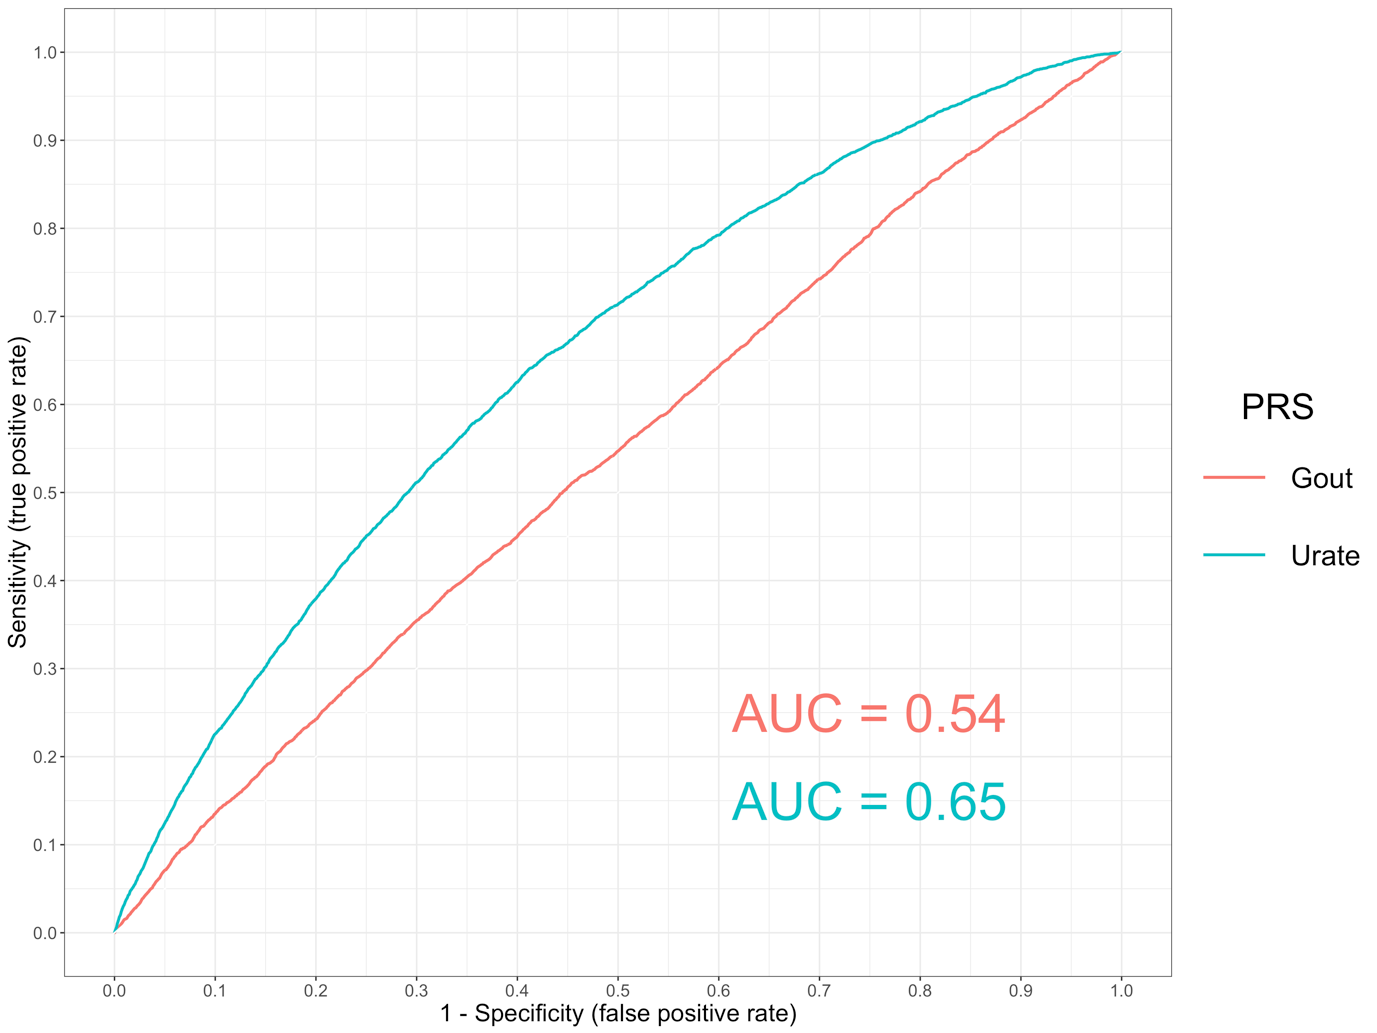 Sensitivity (true positive rate)
1.0
0.9
0.8
0.7
0.6
0.5
0.4
0.3
0.2
0.1
0.0
AUC = 0.54
AUC = 0.65
0.0 0.1 0.2 0.3 0.4 0.5 0.6 0.7 0.8 0.9 1.0
1 - Specificity (false positive rate)
PRS
Gout
Urate